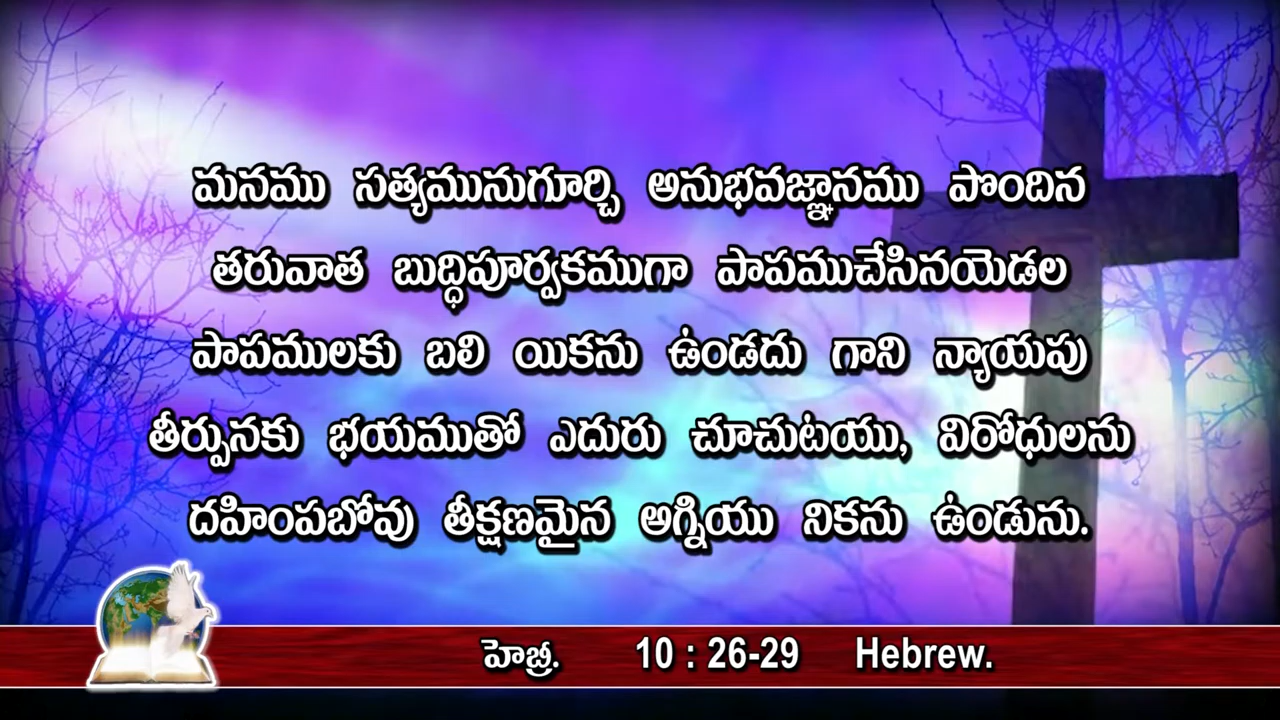 మనము సత్యమునుగూర్చి అనుభవజ్ఞానము పొందిన
తరువాత బుద్ధిపూర్వకముగా పాపముచేసినయెడల
పాపములకు బలి యికను ఉండదు గాని న్యాయపు
తీర్పునకు భయముతో ఎదురు చూచుటయు, విరోధులను
దహింపబోవు తీక్షణమైన అగ్నియు నికను ఉండును.
హెబ్రీ. 10 : 26-29 Hebrew.